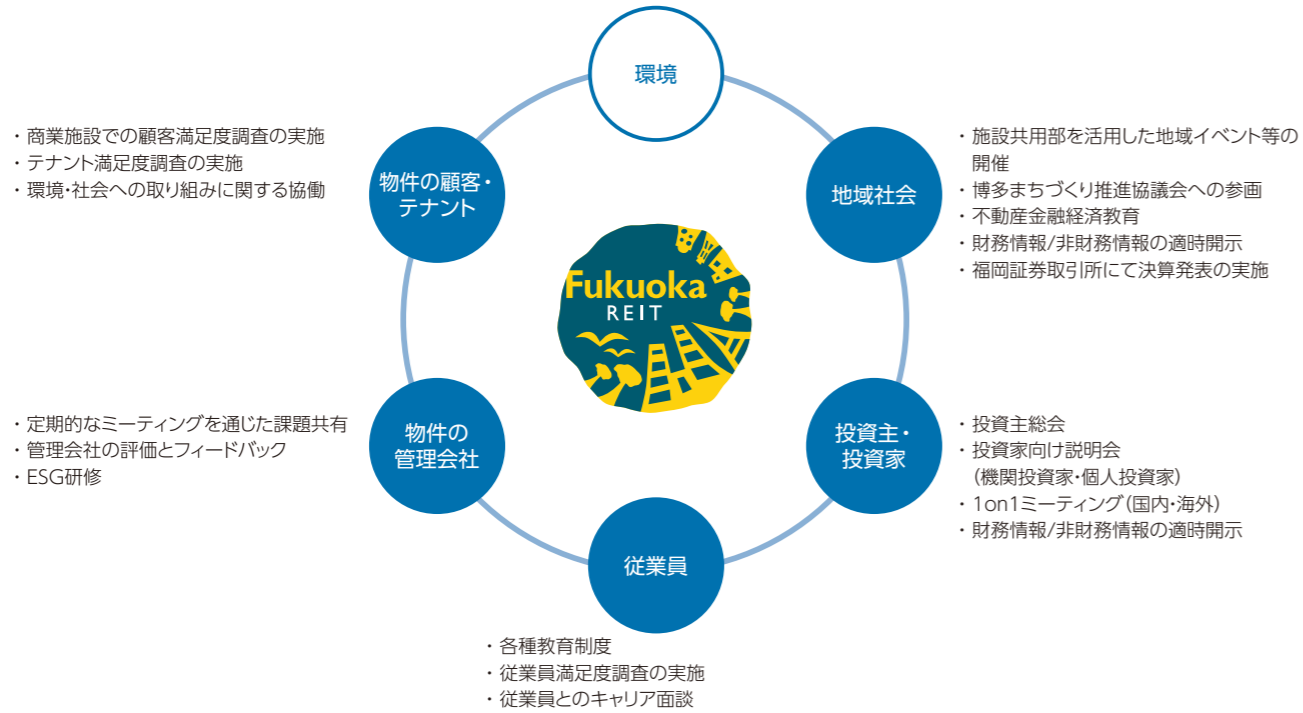 環境
・商業施設での顧客満足度調査の実施
・テナント満足度調査の実施
・環境・社会への取り組みに関する協働
物件の顧客・
テナント
地域社会
・施設共用部を活用した地域イベント等の
開催
・博多まちづくり推進協議会への参画
・不動産金融経済教育
・財務情報/非財務情報の適時開示
・福岡証券取引所にて決算発表の実施
Fukuoka
REIT
・定期的なミーティングを通じた課題共有
・管理会社の評価とフィードバック
・ESG研修
物件の
管理会社
投資主・
投資家
・投資主総会
・投資家向け説明会
（機関投資家・個人投資家）
・1on1ミーティング（国内・海外）
・財務情報/非財務情報の適時開示
従業員
・各種教育制度
・従業員満足度調査の実施
・従業員とのキャリア面談